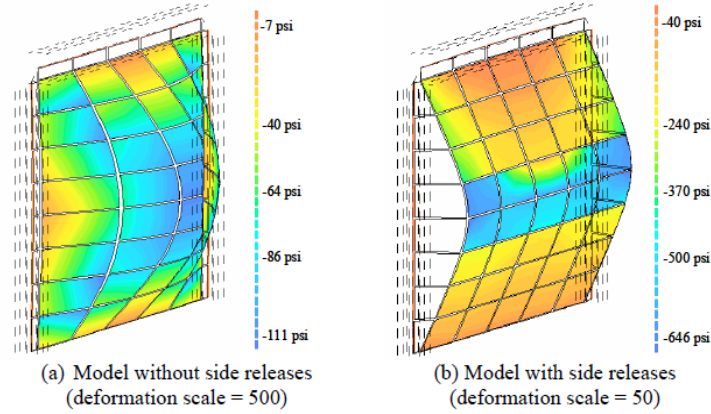 -7 psi
-40 psi
-64 psi
-86 psi
-111 psi
(a) Model without side releases
(deformation scale = 500)
-40 psi
-240 psi
-370 psi
-500 psi
-646 psi
(b) Model with side releases
(deformation scale = 50)